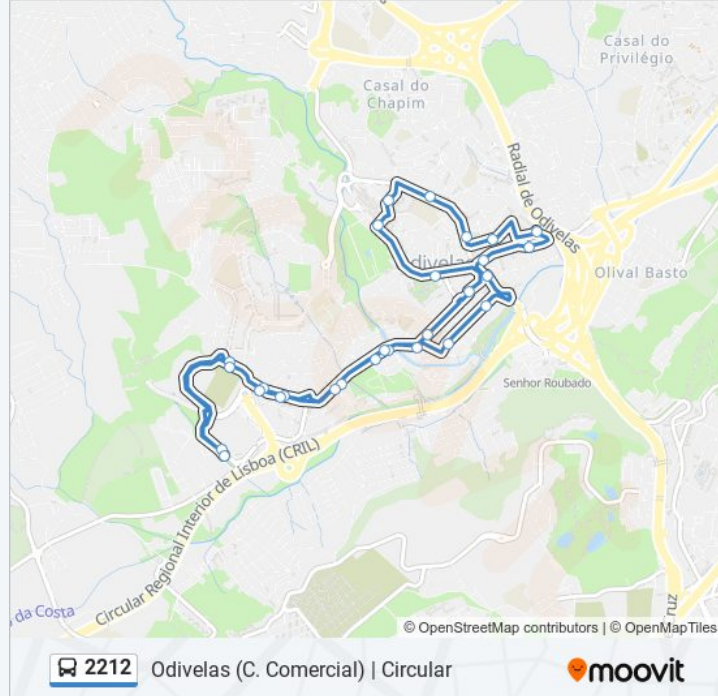 Casal do
Privilégio
Casal do
Chapim
Radial de Odivelas
Odivelas
Olival Basto
Senhor Roubado
Circular Regional Interior de Lisboa (CRIL)
da Costa
© OpenStreetMap contributors | © OpenMapTiles
2212 Odivelas (C. Comercial) | Circular
moovit